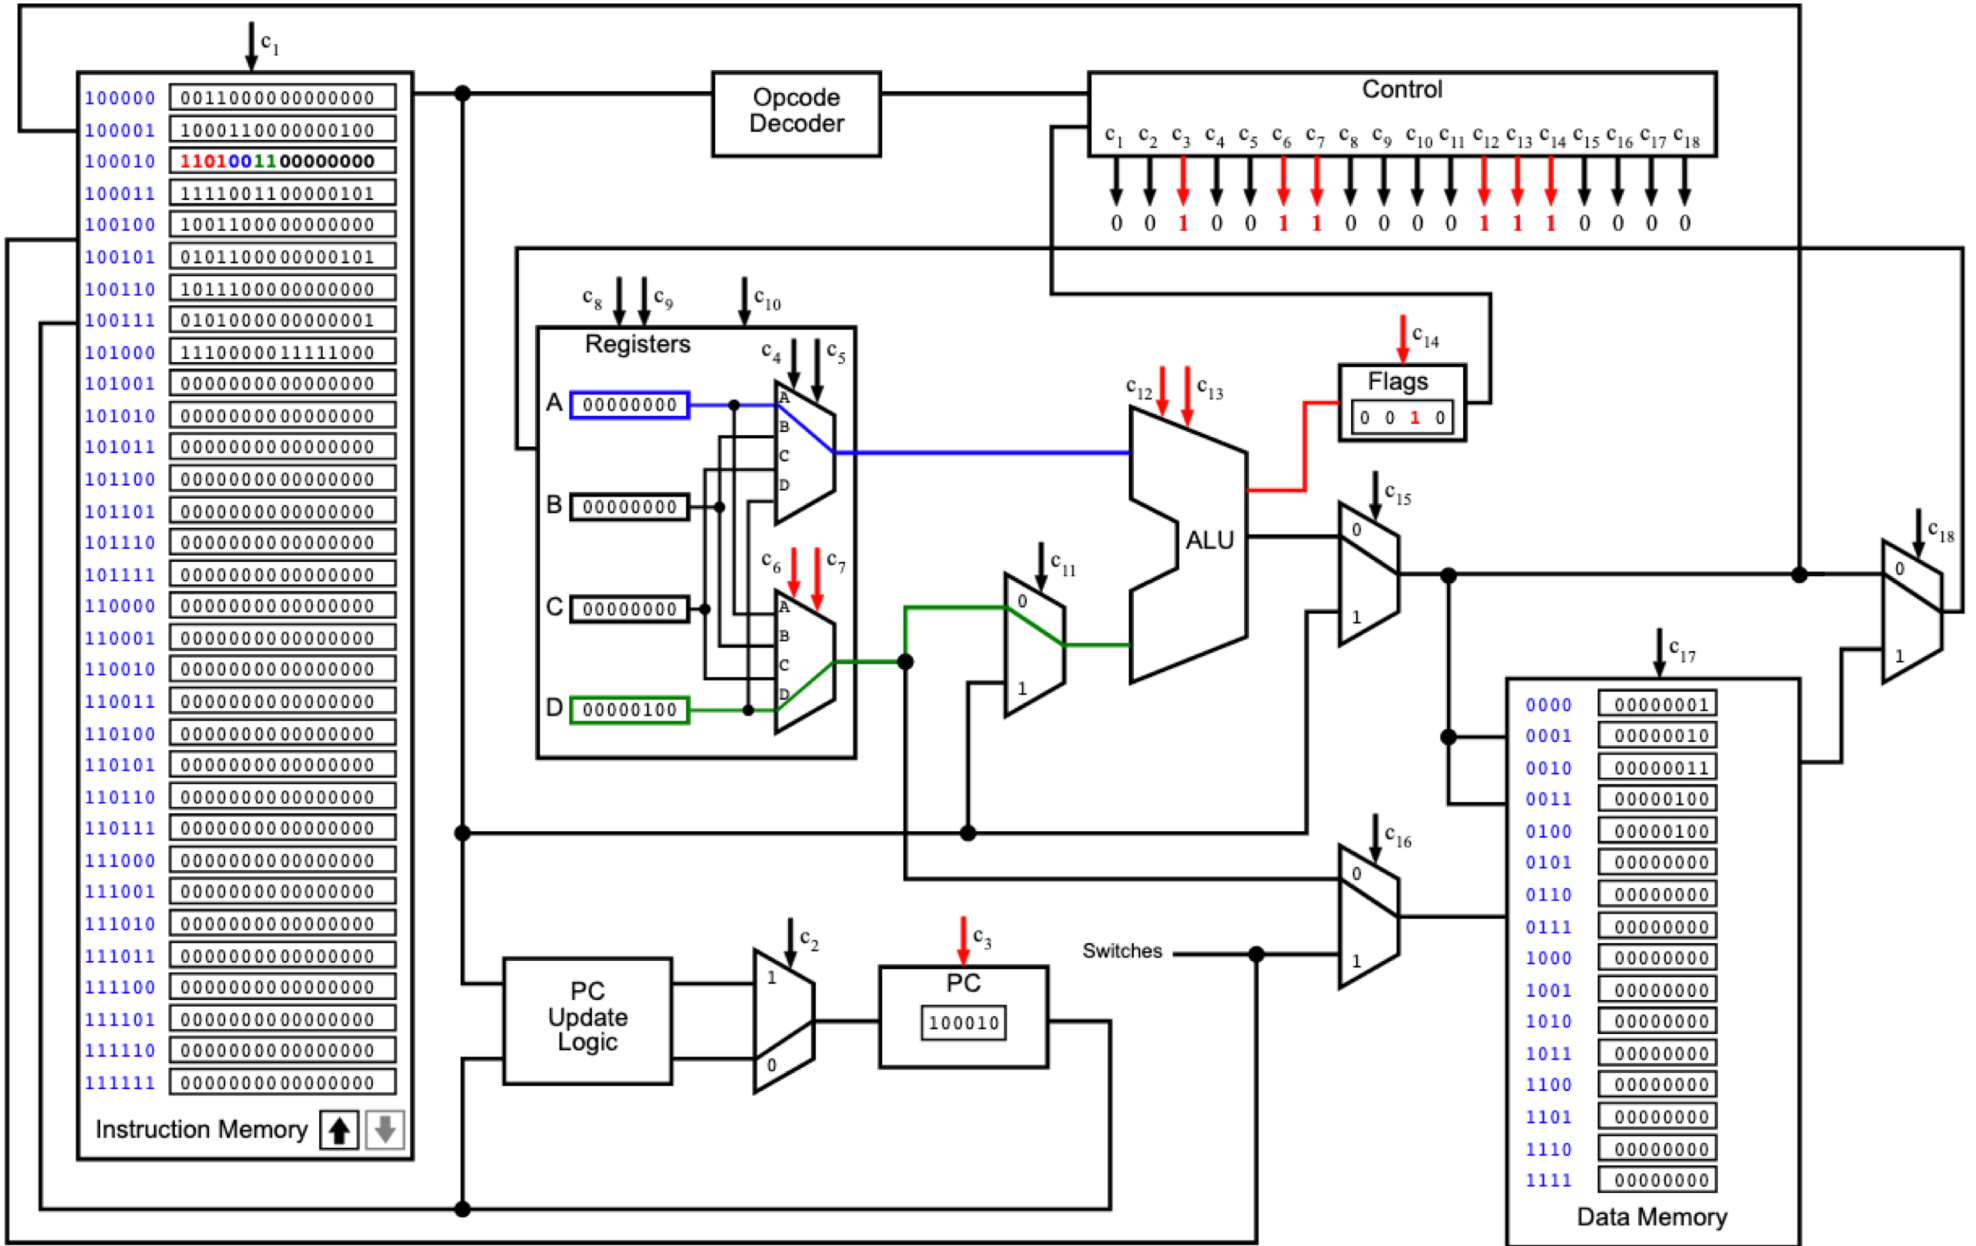 c1
100000 0011000000000000
100001 1000110000000100
100010 1101001100000000
100011 1111001100000101
100100 1001100000000000
100101 0101100000000101
100110 1011100000000000
100111 0101000000000001
101000 1110000011111000
101001 0000000000000000
101010 0000000000000000
101011 0000000000000000
101100 0000000000000000
101101 0000000000000000
101110 0000000000000000
101111 0000000000000000
110000 0000000000000000
110001 0000000000000000
110010 0000000000000000
110011 0000000000000000
110100 0000000000000000
110101 0000000000000000
110110 0000000000000000
110111 0000000000000000
111000 0000000000000000
111001 0000000000000000
111010 0000000000000000
111011 0000000000000000
111100 0000000000000000
111101 0000000000000000
111110 0000000000000000
111111 0000000000000000
Instruction Memory
Opcode
Decoder
Control
c1 c2 c3 c4 c5 c6 c7 c8 c9 c10 c11 c12 c13 c14 c15 c16 c17 c18
0 0 1 0 0 1 1 0 0 0 0 1 1 1 0 0 0 0
c8 c9 c10
Registers
c4 c5
A 00000000
B 00000000
C 00000000
D 00000100
A
B
C
D
c6 c7
A
B
C
D
c11
0
1
c12 c13
ALU
c14
Flags
0 0 1 0
c15
0
1
c18
0
1
c16
0
1
Switches
PC
Update
Logic
c2
1
0
c3
PC
100010
c17
0000 00000001
0001 00000010
0010 00000011
0011 00000100
0100 00000100
0101 00000000
0110 00000000
0111 00000000
1000 00000000
1001 00000000
1010 00000000
1011 00000000
1100 00000000
1101 00000000
1110 00000000
1111 00000000
Data Memory